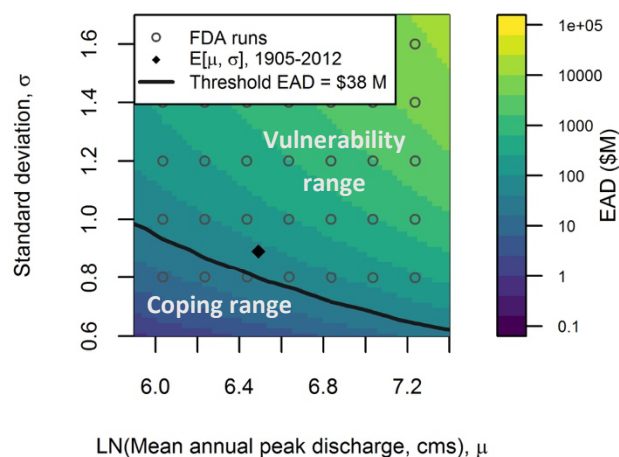 FDA runs
E[μ, σ], 1905-2012
Threshold EAD = $38 M
Vulnerability
range
Coping range
Standard deviation, σ
0.6
0.8
1.0
1.2
1.4
1.6
6.0
6.4
6.8
7.2
LN(Mean annual peak discharge, cms), μ
1e+05
10000
1000
100
10
1
0.1
EAD ($M)